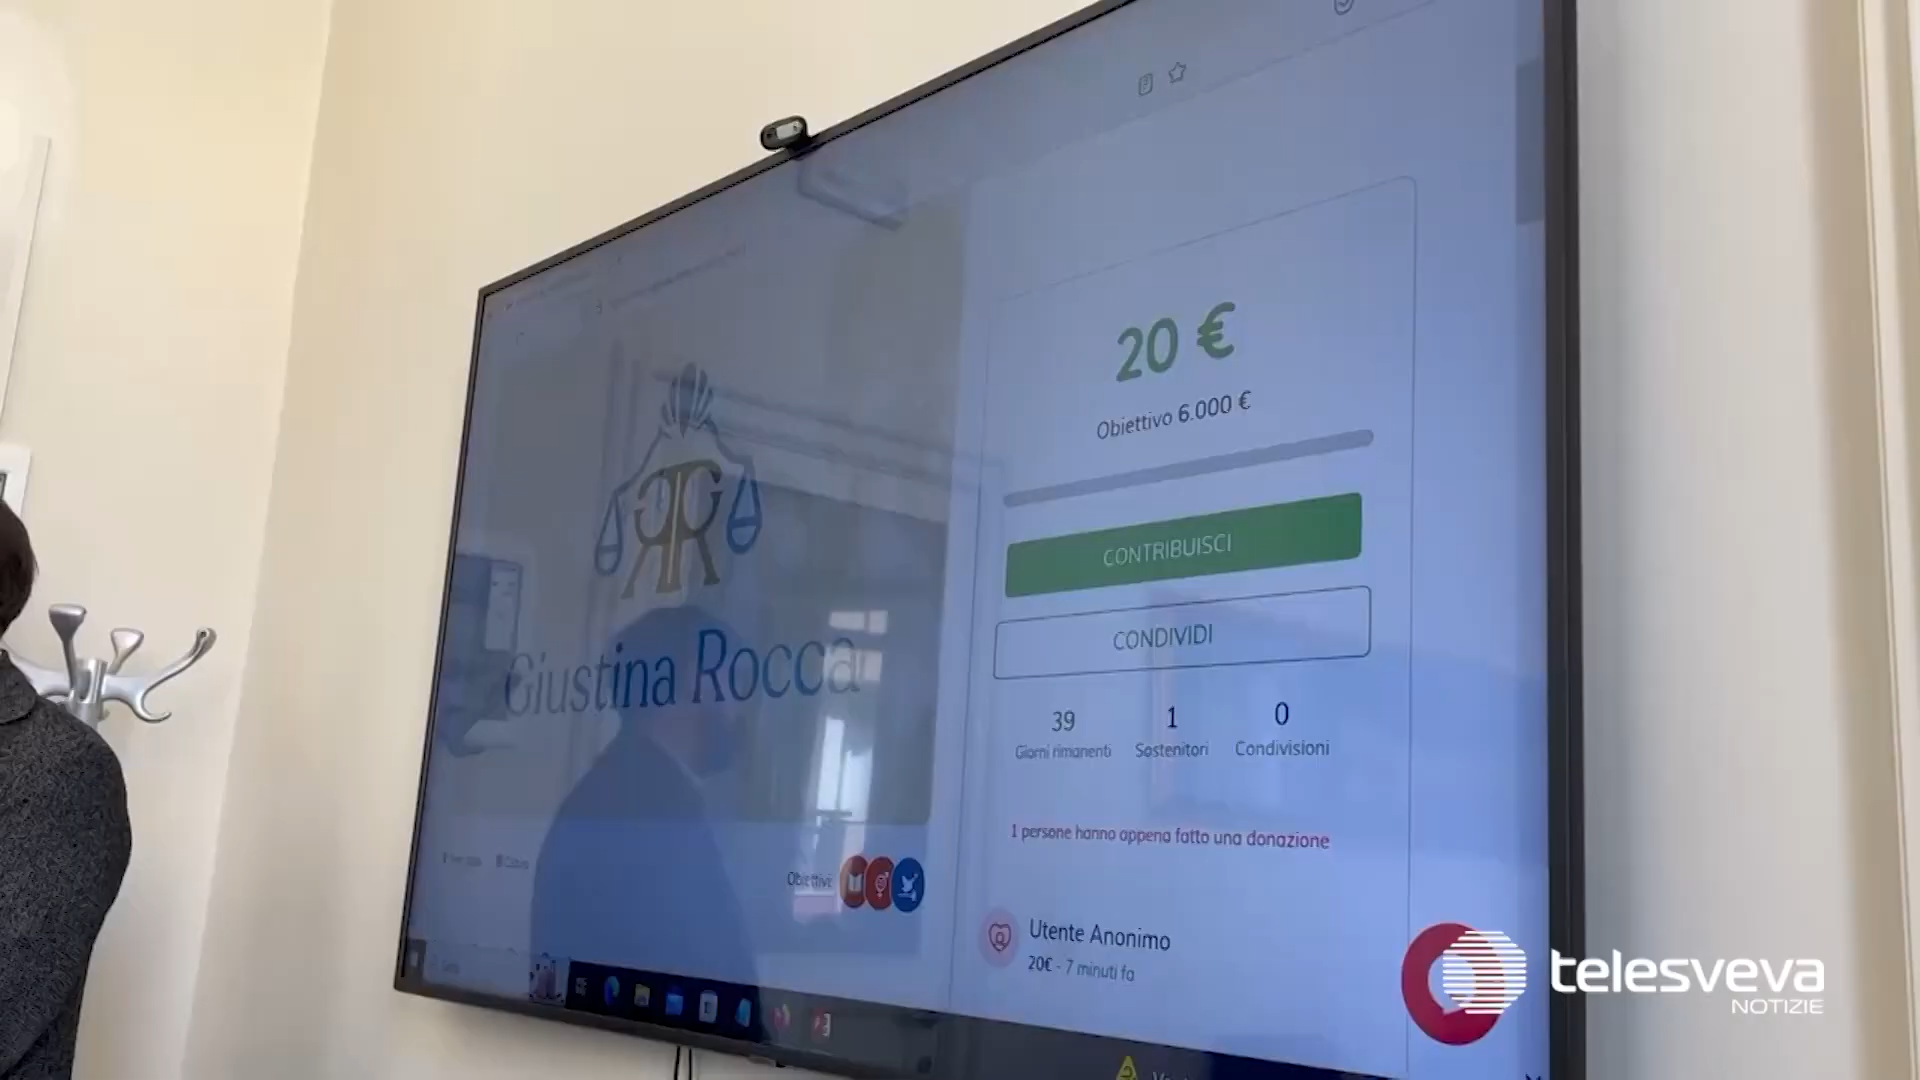 20 €
Obiettivo 6.000 €
CONTRIBUISCI
CONDIVIDI
39
1
0
Giorni rimanenti
Sostenitori
Condivisioni
1 persone hanno appena fatto una donazione
Utente Anonimo
20€ - 7 minuti fa
Giustina Rocca
Obiettivi:
telesveva
NOTIZIE